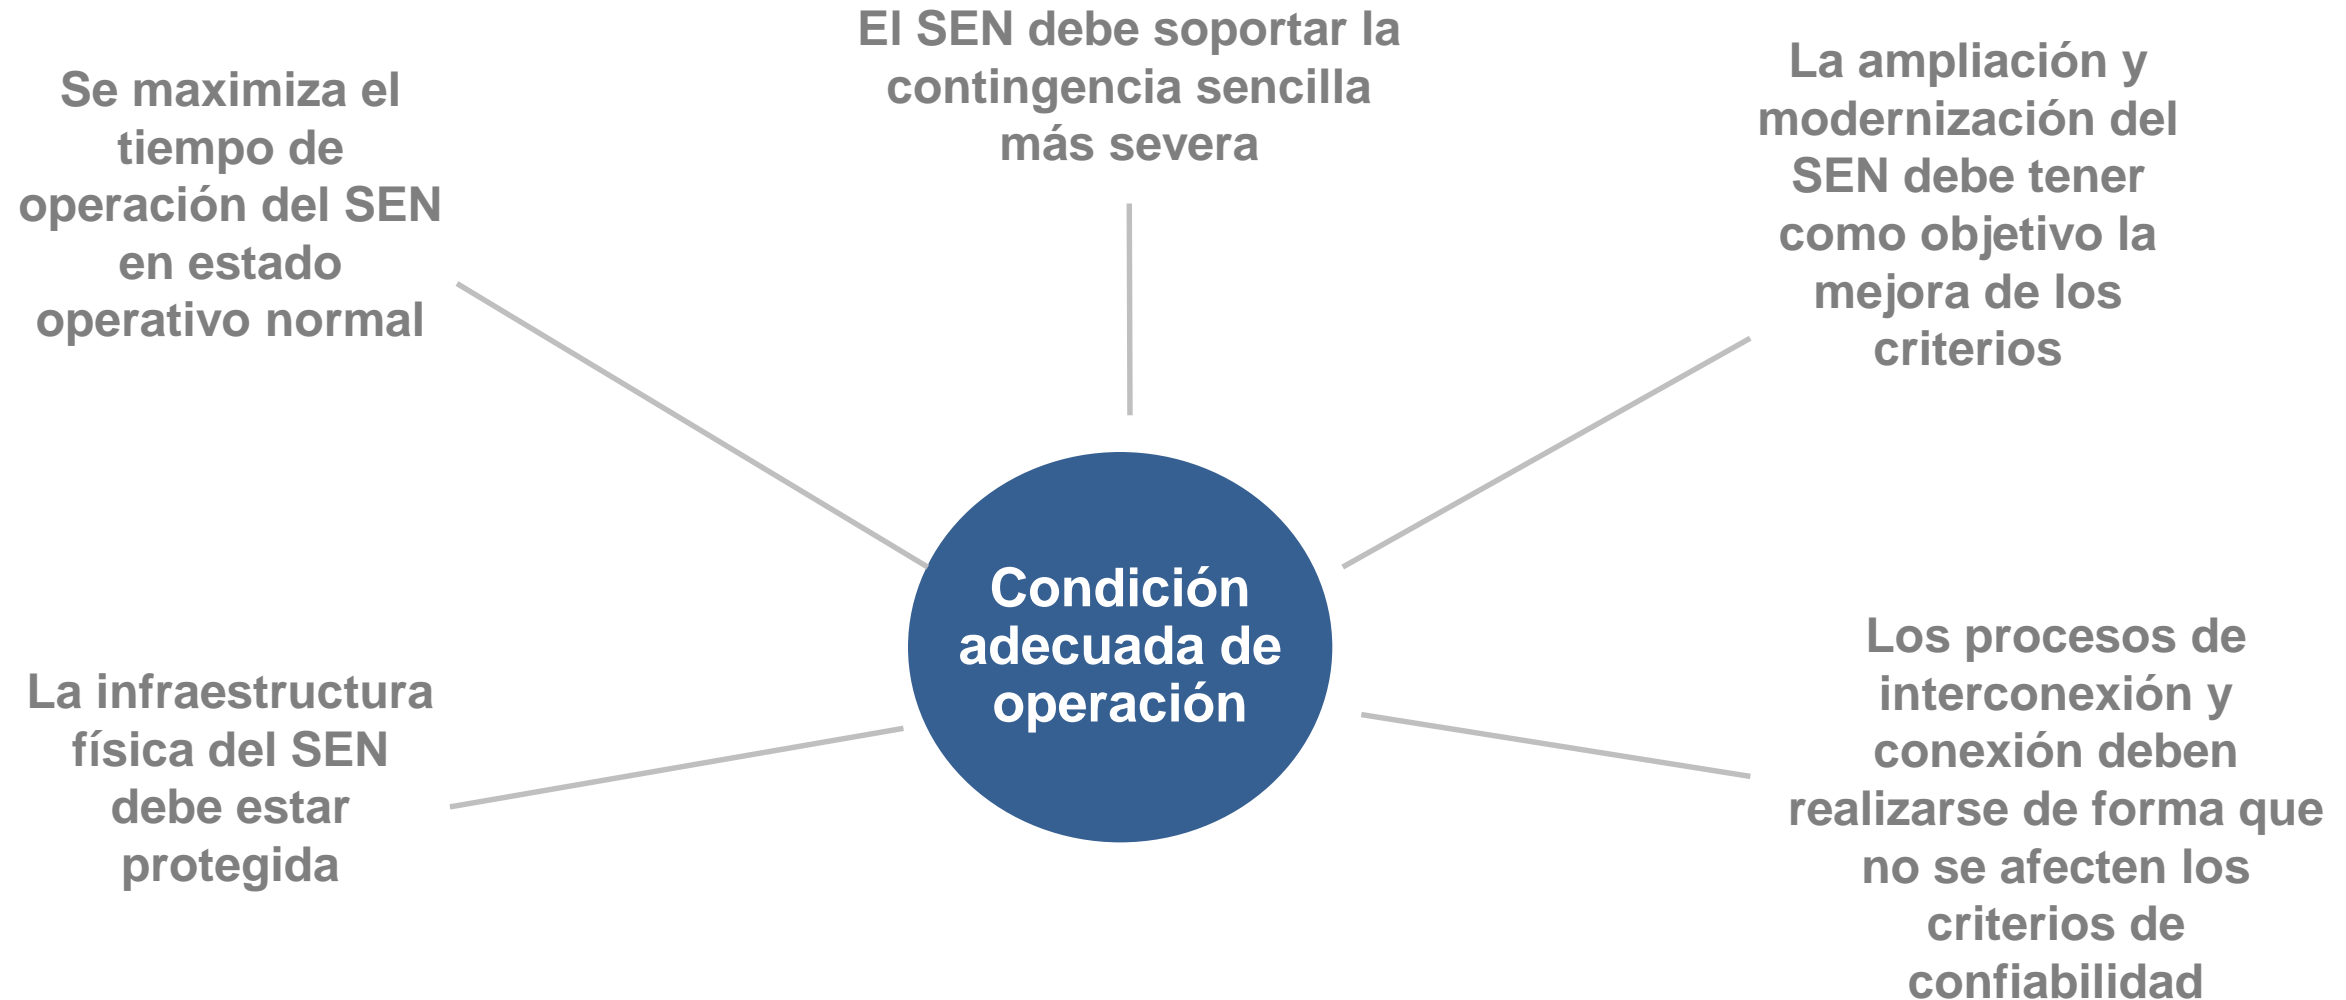 Se maximiza el
tiempo de
operación del SEN
en estado
operativo normal
El SEN debe soportar la
contingencia sencilla
más severa
La ampliación y
modernización del
SEN debe tener
como objetivo la
mejora de los
criterios
Condición
adecuada de
operación
La infraestructura
física del SEN
debe estar
protegida
Los procesos de
interconexión y
conexión deben
realizarse de forma que
no se afecten los
criterios de
confiabilidad